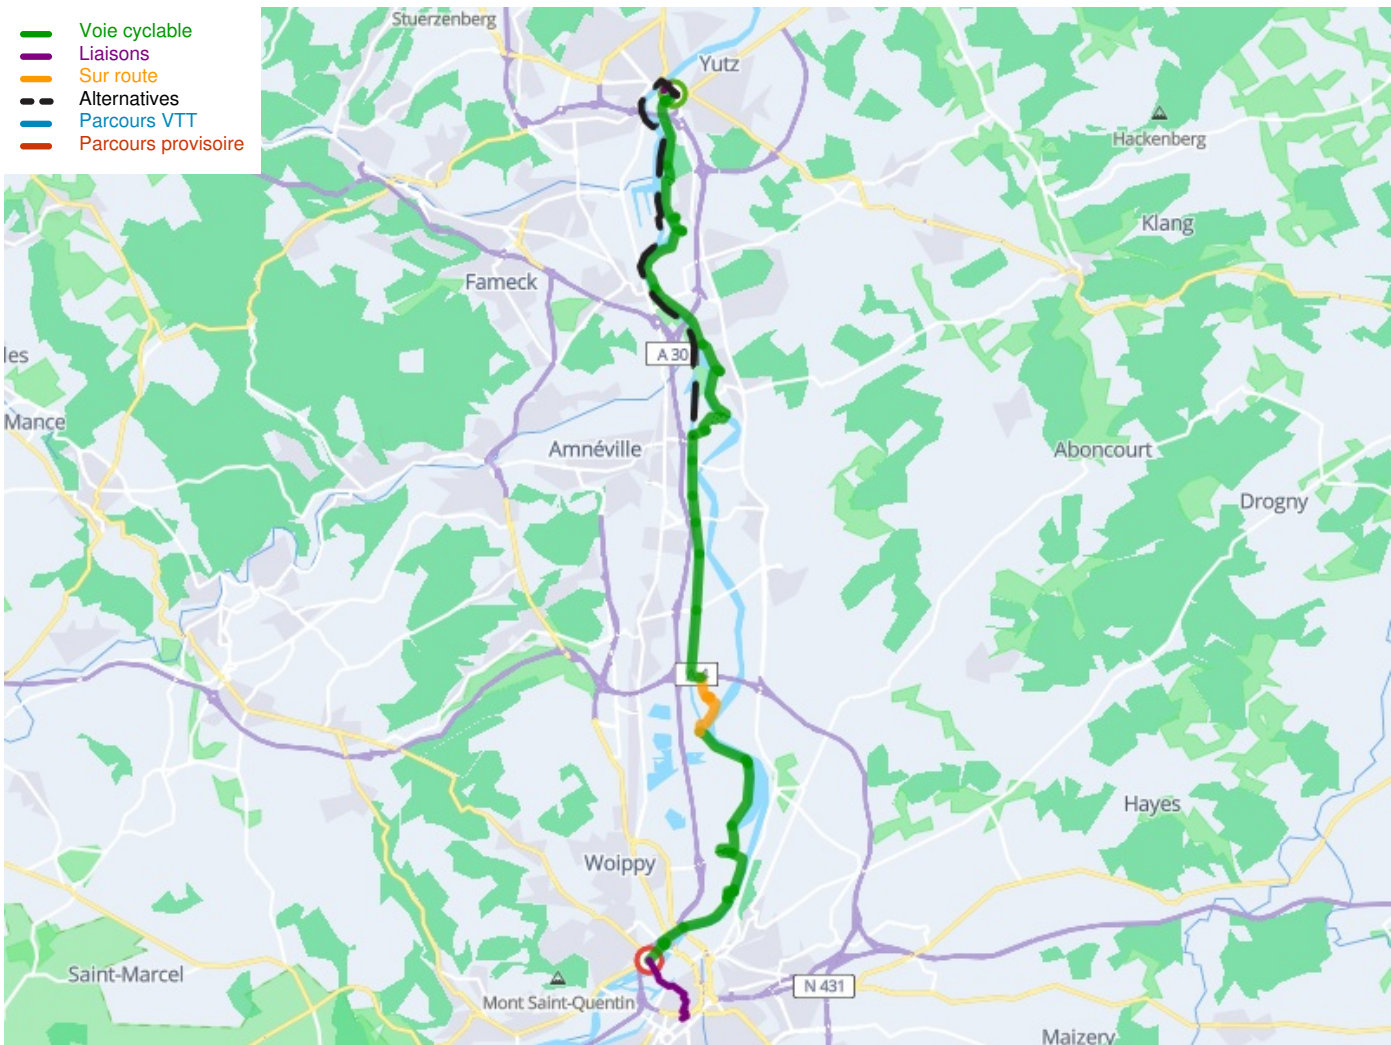 Voie cyclable
Liaisons
Sur route
Alternatives
Parcours VTT
Parcours provisoire
Stuerzenberg
Yutz
Hackenberg
Klang
Fameck
A 30
les
Mance
Amnéville
Aboncourt
Drogny
Hayes
Woippy
Saint-Marcel
Mont Saint-Quentin
N 431
Maizery